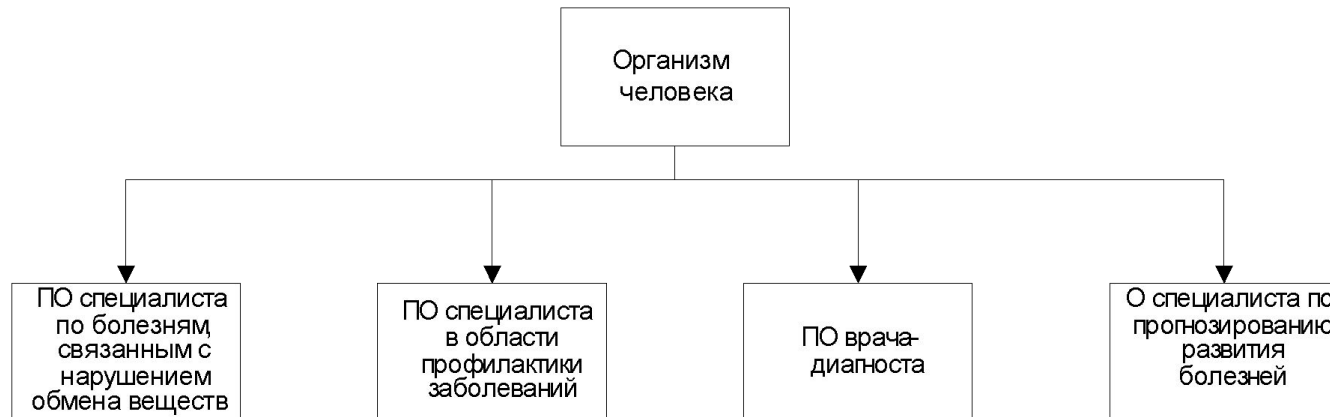 Организм
человека
ПО специалиста
по болезням,
связанным с
нарушением
обмена веществ
ПО специалиста
в области
профилактики
заболеваний
ПО врача-
диагноста
О специалиста по
прогнозированию
развития
болезней